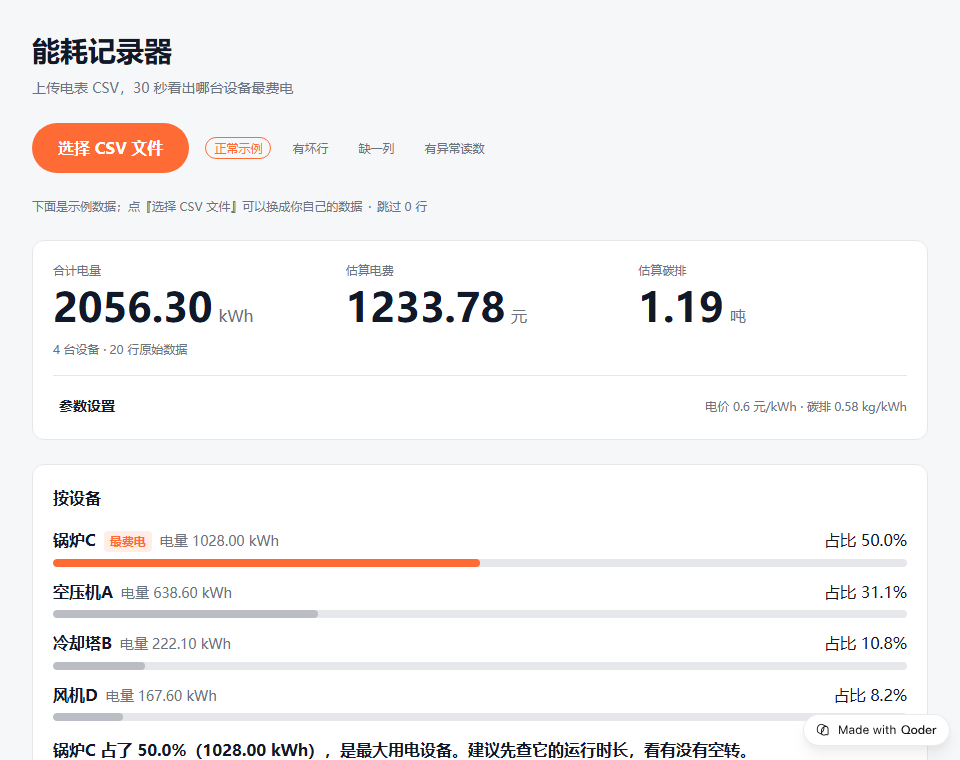 能耗记录器
上传电表 CSV，30 秒看出哪台设备最费电
选择 CSV 文件 正常示例 有坏行 缺一列 有异常读数
下面是示例数据；点『选择 CSV 文件』可以换成你自己的数据 · 跳过 0 行
合计电量 估算电费 估算碳排
2056.30 kWh 1233.78 元 1.19 吨
4 台设备 · 20 行原始数据
参数设置 电价 0.6 元/kWh · 碳排 0.58 kg/kWh
按设备
锅炉C 最费电 电量 1028.00 kWh 占比 50.0%
空压机A 电量 638.60 kWh 占比 31.1%
冷却塔B 电量 222.10 kWh 占比 10.8%
风机D 电量 167.60 kWh 占比 8.2%
Made with Qoder
锅炉C 占了 50.0%（1028.00 kWh），是最大用电设备。建议先查它的运行时长，看有没有空转。